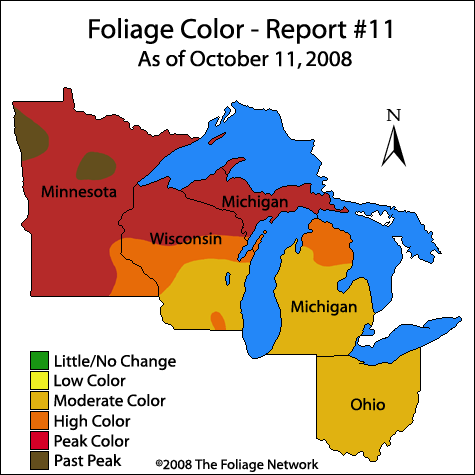 Foliage Color - Report #11
As of October 11, 2008
N
Minnesota
Michigan
Wisconsin
Michigan
Ohio
Little/No Change
Low Color
Moderate Color
High Color
Peak Color
Past Peak
©2008 The Foliage Network